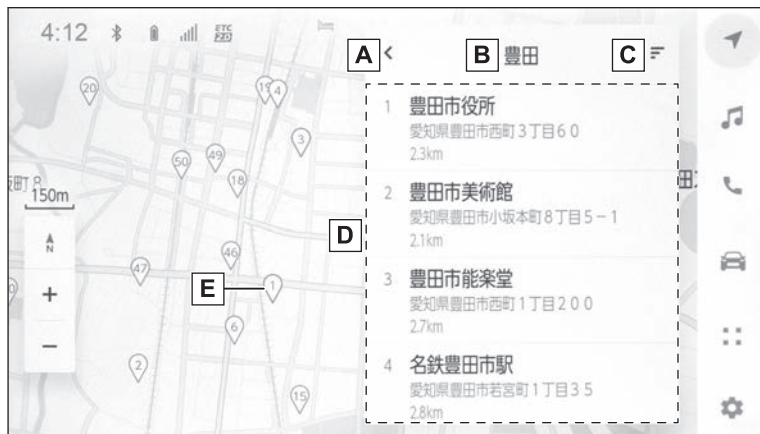 4:12 ETC 2.0
A B 豊田 C
20
19
4
3
50
49
18
150m
N
D
46
47
E
1
6
2
15
1 豊田市役所
愛知県豊田市西町3丁目60
2.3km
2 豊田市美術館
愛知県豊田市小坂本町8丁目5-1
2.1km
3 豊田市能楽堂
愛知県豊田市西町1丁目200
2.7km
4 名鉄豊田市駅
愛知県豊田市若宮町1丁目35
2.8km